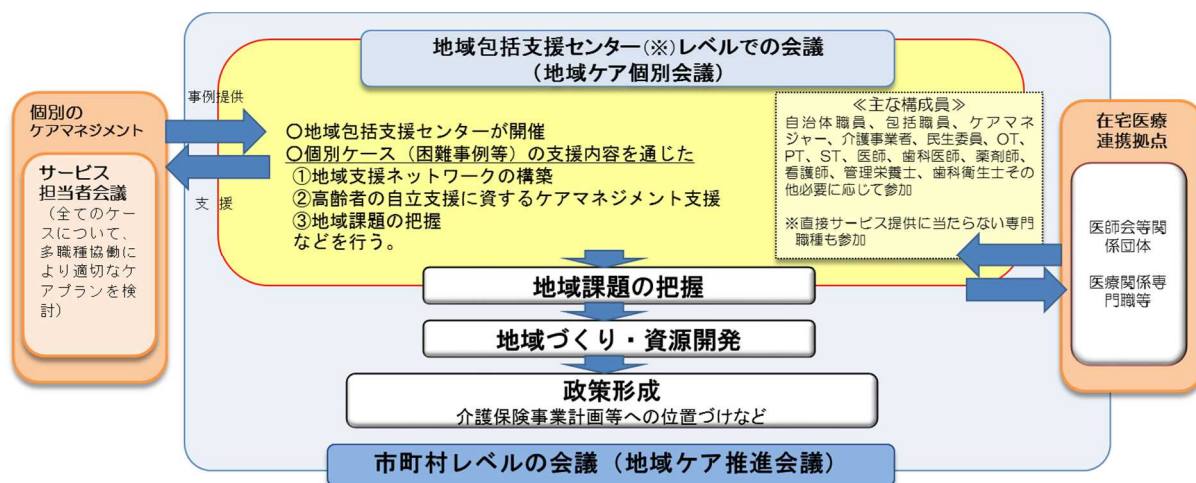 地域包括支援センター(※)レベルでの会議
(地域ケア個別会議)
個別の
ケアマネジメント
サービス
担当者会議
(全てのケー
スについて、
多職種協働に
より適切なケ
アプランを検
討)
事例提供
支 援
〇地域包括支援センターが開催
〇個別ケース(困難事例等)の支援内容を通じた
①地域支援ネットワークの構築
②高齢者の自立支援に資するケアマネジメント支援
③地域課題の把握
などを行う。
≪主な構成員≫
自治体職員、包括職員、ケアマネ
ジャー、介護事業者、民生委員、OT、
PT、ST、医師、歯科医師、薬剤師、
看護師、管理栄養士、歯科衛生士その
他必要に応じて参加
※直接サービス提供に当たらない専門
職種も参加
在宅医療
連携拠点
医師会等関
係団体
医療関係専
門職等
地域課題の把握
地域づくり・資源開発
政策形成
介護保険事業計画等への位置づけなど
市町村レベルの会議(地域ケア推進会議)